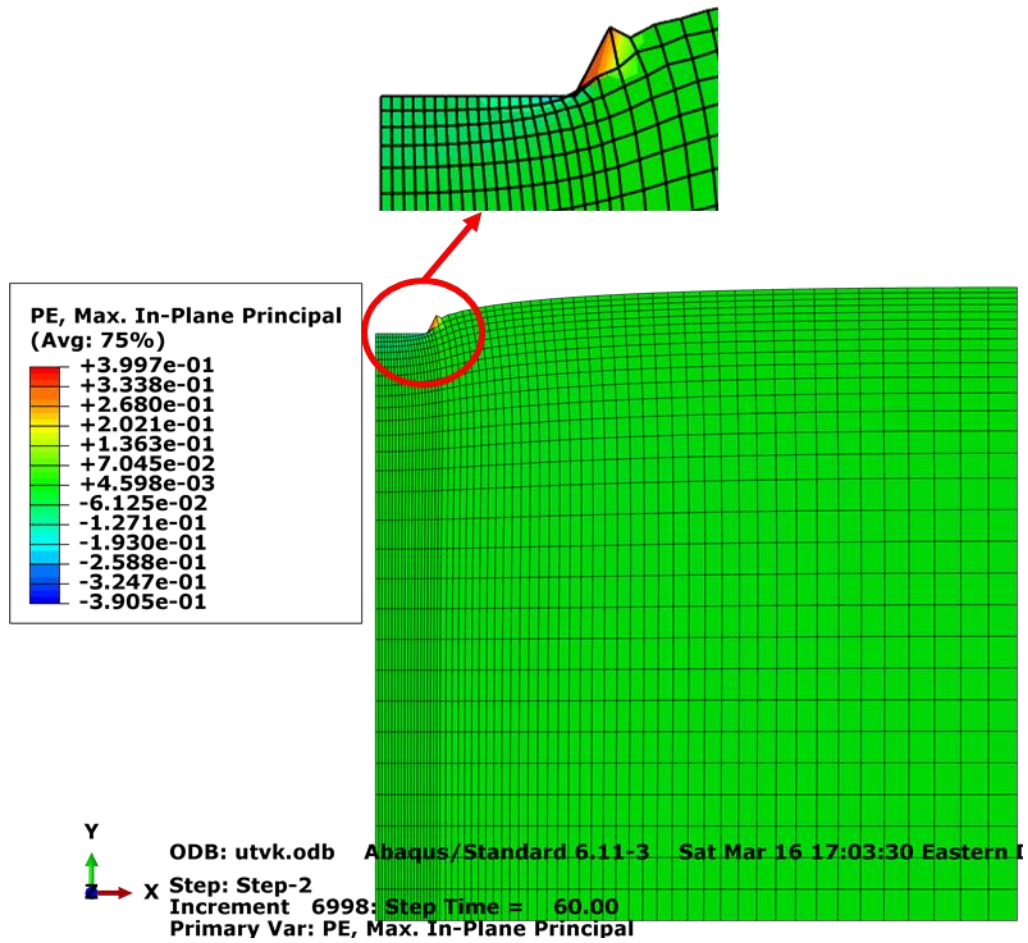 PE, Max. In-Plane Principal
(Avg: 75%)
+3.997e-01
+3.338e-01
+2.680e-01
+2.021e-01
+1.363e-01
+7.045e-02
+4.598e-03
-6.125e-02
-1.271e-01
-1.930e-01
-2.588e-01
-3.247e-01
-3.905e-01
Y
Z
X
ODB: utvk.odb Abaqus/Standard 6.11-3 Sat Mar 16 17:03:30 Eastern
Step: Step-2
Increment 6998: Step Time = 60.00
Primary Var: PE, Max. In-Plane Principal